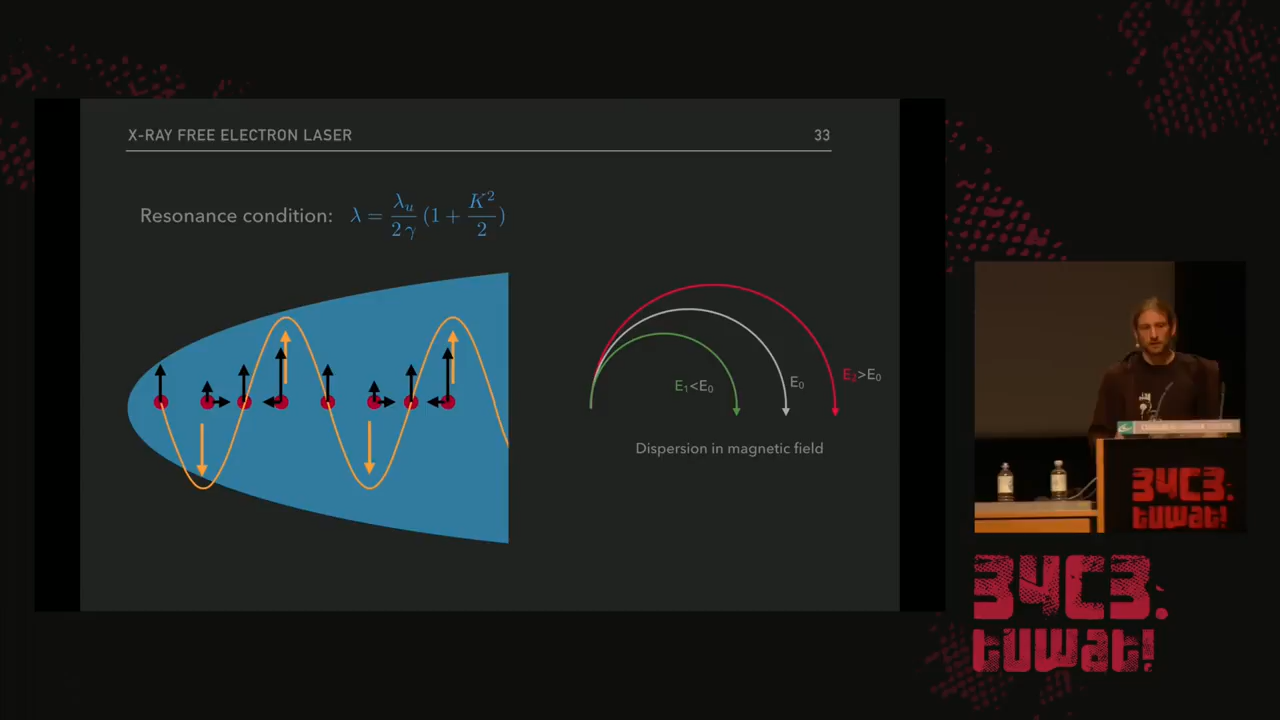 X-RAY FREE ELECTRON LASER 33
Resonance condition: λ = λu / 2 γ (1 + K² / 2)
E1<E0
E0
E2>E0
Dispersion in magnetic field
34C3.
tuwat!
34C3.
tuwat!